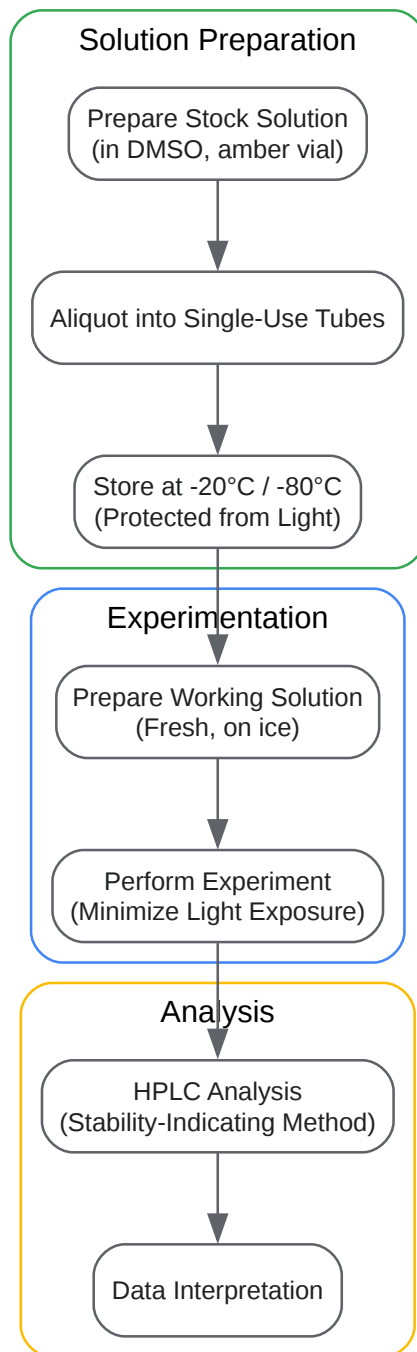 Solution Preparation
Prepare Stock Solution
(in DMSO, amber vial)
Aliquot into Single-Use Tubes
Store at -20°C / -80°C
(Protected from Light)
Experimentation
Prepare Working Solution
(Fresh, on ice)
Perform Experiment
(Minimize Light Exposure)
Analysis
HPLC Analysis
(Stability-Indicating Method)
Data Interpretation